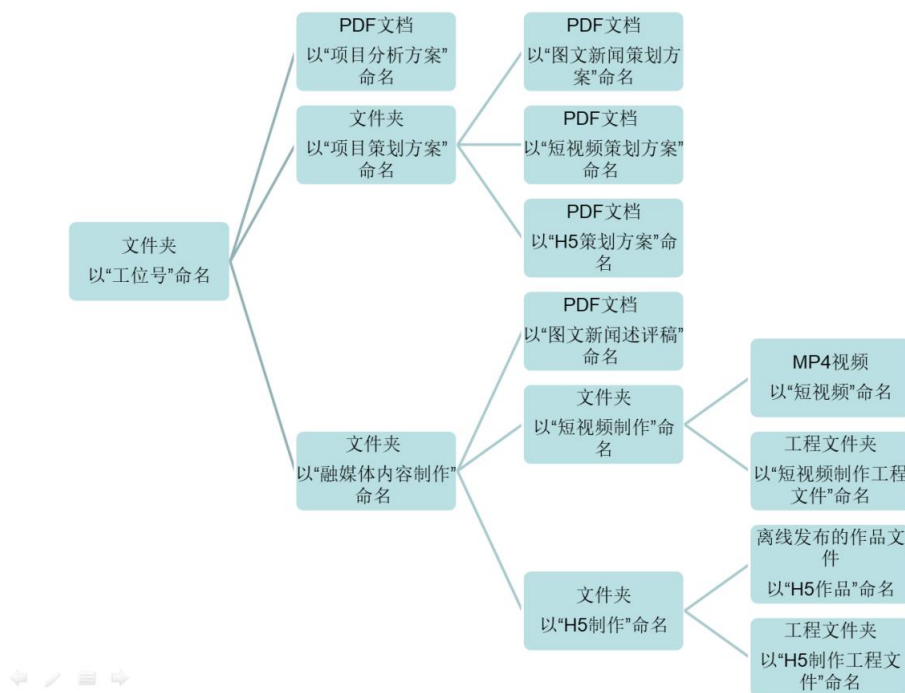 PDF文档
以“项目分析方案”
命名
PDF文档
以“图文新闻策划方
案”命名
文件夹
以“项目策划方案”
命名
PDF文档
以“短视频策划方案”
命名
PDF文档
以“H5策划方案”命
名
文件夹
以“工位号”命名
PDF文档
以“图文新闻述评稿”
命名
MP4视频
以“短视频”命名
文件夹
以“短视频制作”命
名
文件夹
以“融媒体内容制作”
命名
工程文件夹
以“短视频制作工程
文件”命名
离线发布的作品文
件
以“H5作品”命名
文件夹
以“H5制作”命名
工程文件夹
以“H5制作工程文
件”命名